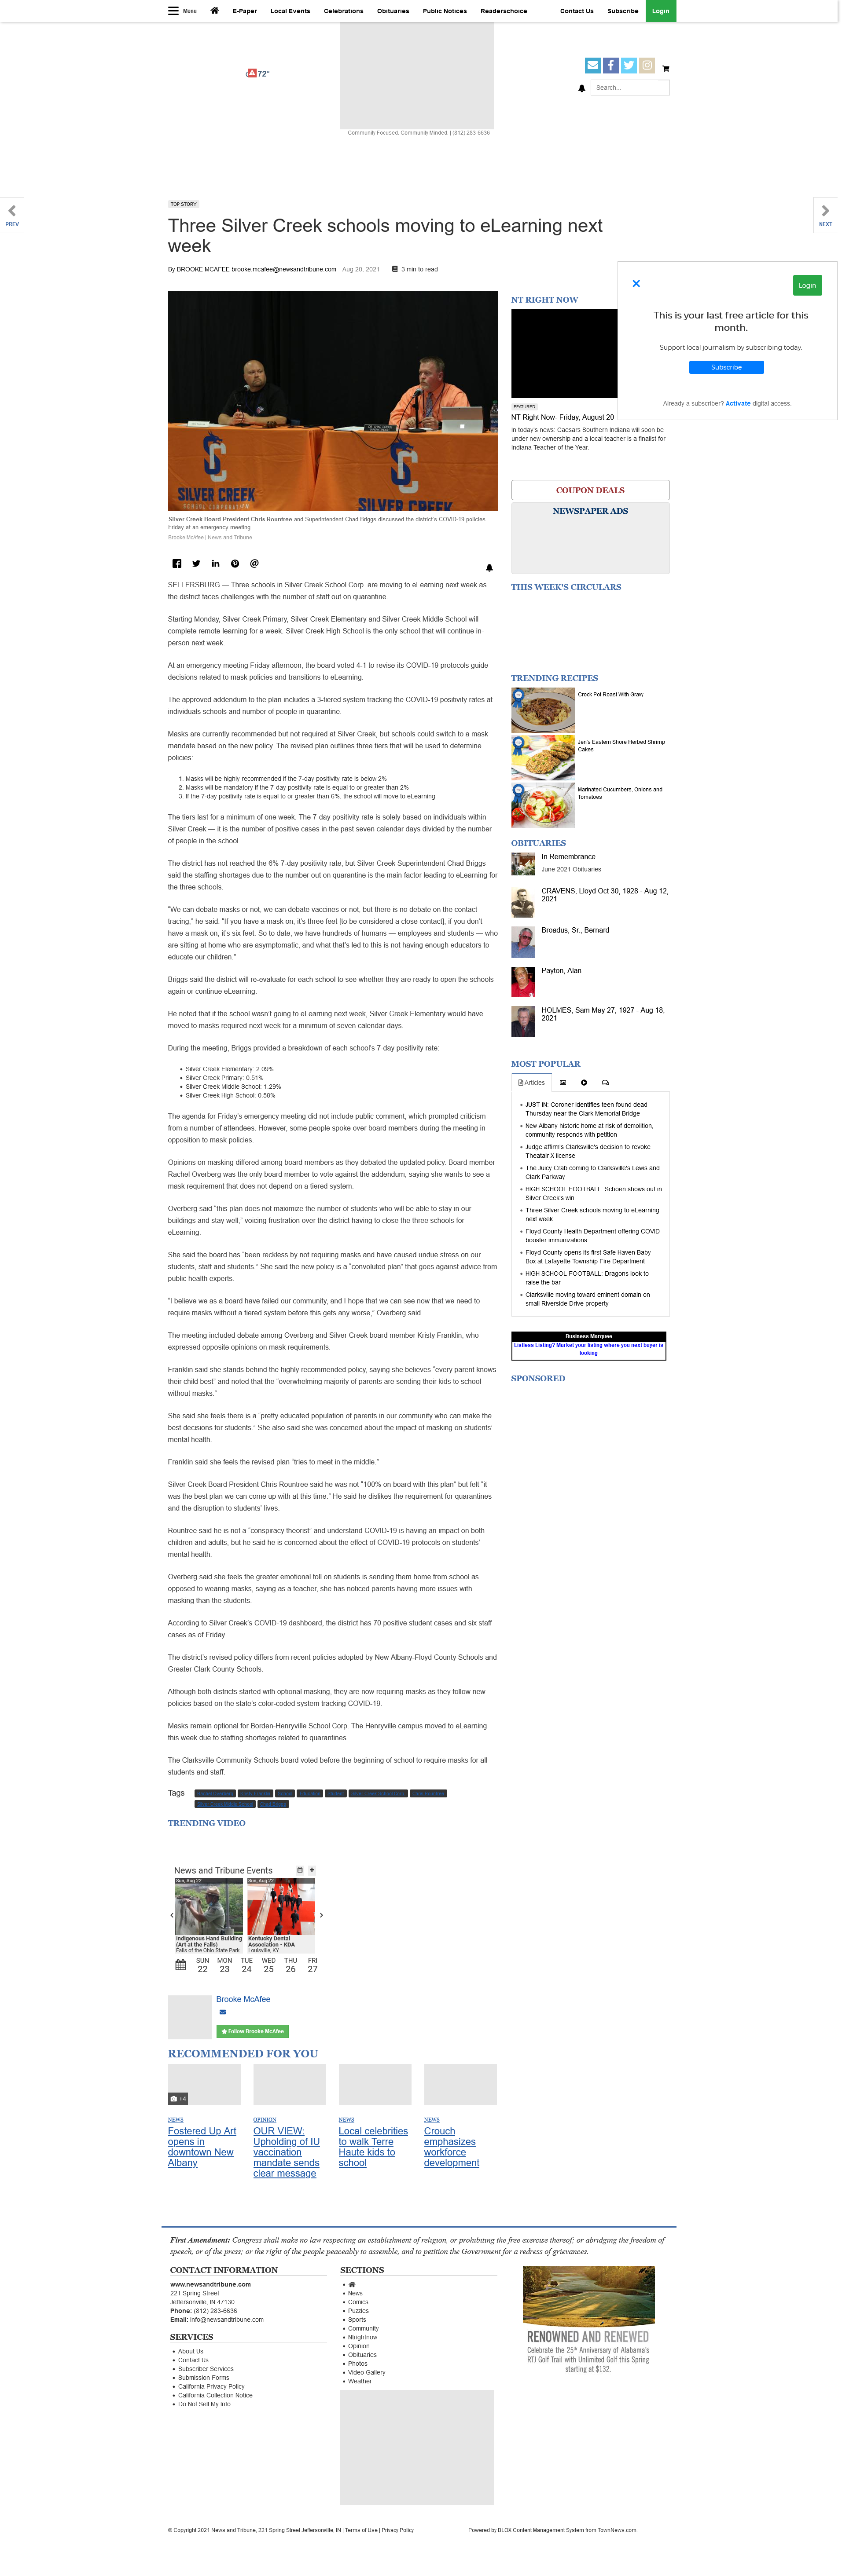 Menu
E-Paper
Local Events
Celebrations
Obituaries
Public Notices
Readerschoice
Contact Us
Subscribe
Login
72°
Community Focused. Community Minded. | (812) 283-6636
Search...
PREV
NEXT
TOP STORY
Three Silver Creek schools moving to eLearning next
week
By BROOKE MCAFEE brooke.mcafee@newsandtribune.com Aug 20, 2021 3 min to read
SILVER CREEK
SCHOOL CORPORATION
SILVER CREEK
Silver Creek Board President Chris Rountree and Superintendent Chad Briggs discussed the district's COVID-19 policies
Friday at an emergency meeting
Brooke McAfee | News and Tribune
SELLERSBURG — Three schools in Silver Creek School Corp. are moving to eLearning next week as
the district faces challenges with the number of staff out on quarantine.
Starting Monday, Silver Creek Primary, Silver Creek Elementary and Silver Creek Middle School will
complete remote learning for a week. Silver Creek High School is the only school that will continue in-
person next week.
At an emergency meeting Friday afternoon, the board voted 4-1 to revise its COVID-19 protocols guide
decisions related to mask policies and transitions to eLearning.
The approved addendum to the plan includes a 3-tiered system tracking the COVID-19 positivity rates at
individuals schools and number of people in quarantine.
Masks are currently recommended but not required at Silver Creek, but schools could switch to a mask
mandate based on the new policy. The revised plan outlines three tiers that will be used to determine
policies:
1. Masks will be highly recommended if the 7-day positivity rate is below 2%
2. Masks will be mandatory if the 7-day positivity rate is equal to or greater than 2%
3. If the 7-day positivity rate is equal to or greater than 6%, the school will move to eLearning
The tiers last for a minimum of one week. The 7-day positivity rate is solely based on individuals within
Silver Creek — it is the number of positive cases in the past seven calendar days divided by the number
of people in the school.
The district has not reached the 6% 7-day positivity rate, but Silver Creek Superintendent Chad Briggs
said the staffing shortages due to the number out on quarantine is the main factor leading to eLearning for
the three schools.
"We can debate masks or not, we can debate vaccines or not, but there is no debate on the contact
tracing," he said. "If you have a mask on, it's three feet [to be considered a close contact], if you don't
have a mask on, it's six feet. So to date, we have hundreds of humans — employees and students — who
are sitting at home who are asymptomatic, and what that's led to this is not having enough educators to
educate our children."
Briggs said the district will re-evaluate for each school to see whether they are ready to open the schools
again or continue eLearning.
He noted that if the school wasn't going to eLearning next week, Silver Creek Elementary would have
moved to masks required next week for a minimum of seven calendar days.
During the meeting, Briggs provided a breakdown of each school's 7-day positivity rate:
Silver Creek Elementary: 2.09%
Silver Creek Primary: 0.51%
Silver Creek Middle School: 1.29%
Silver Creek High School: 0.58%
The agenda for Friday's emergency meeting did not include public comment, which prompted criticism
from a number of attendees. However, some people spoke over board members during the meeting in
opposition to mask policies.
Opinions on masking differed among board members as they debated the updated policy. Board member
Rachel Overberg was the only board member to vote against the addendum, saying she wants to see a
mask requirement that does not depend on a tiered system.
Overberg said "this plan does not maximize the number of students who will be able to stay in our
buildings and stay well," voicing frustration over the district having to close the three schools for
eLearning.
She said the board has "been reckless by not requiring masks and have caused undue stress on our
students, staff and students." She said the new policy is a "convoluted plan" that goes against advice from
public health experts.
"I believe we as a board have failed our community, and I hope that we can see now that we need to
require masks without a tiered system before this gets any worse," Overberg said.
The meeting included debate among Overberg and Silver Creek board member Kristy Franklin, who
expressed opposite opinions on mask requirements.
Franklin said she stands behind the highly recommended policy, saying she believes "every parent knows
their child best" and noted that the "overwhelming majority of parents are sending their kids to school
without masks."
She said she feels there is a "pretty educated population of parents in our community who can make the
best decisions for students." She also said she was concerned about the impact of masking on students'
mental health.
Franklin said she feels the revised plan "tries to meet in the middle."
Silver Creek Board President Chris Rountree said he was not "100% on board with this plan" but felt "it
was the best plan we can come up with at this time." He said he dislikes the requirement for quarantines
and the disruption to students' lives.
Rountree said he is not a "conspiracy theorist" and understand COVID-19 is having an impact on both
children and adults, but he said he is concerned about the effect of COVID-19 protocols on students'
mental health.
Overberg said she feels the greater emotional toll on students is sending them home from school as
opposed to wearing masks, saying as a teacher, she has noticed parents having more issues with
masking than the students.
According to Silver Creek's COVID-19 dashboard, the district has 70 positive student cases and six staff
cases as of Friday.
The district's revised policy differs from recent policies adopted by New Albany-Floyd County Schools and
Greater Clark County Schools.
Although both districts started with optional masking, they are now requiring masks as they follow new
policies based on the state's color-coded system tracking COVID-19.
Masks remain optional for Borden-Henryville School Corp. The Henryville campus moved to eLearning
this week due to staffing shortages related to quarantines.
The Clarksville Community Schools board voted before the beginning of school to require masks for all
students and staff.
Tags
TRENDING VIDEO
News and Tribune Events
Sun, Aug 22
Sun, Aug 22
Indigenous Hand Building
(Art at the Falls)
Falls of the Ohio State Park
Kentucky Dental
Association - KDA
Louisville, KY
SUN MON TUE WED THU FRI
22 23 24 25 26 27
Brooke McAfee
Follow Brooke McAfee
RECOMMENDED FOR YOU
+4
NEWS
Fostered Up Art
opens in
downtown New
Albany
OPINION
OUR VIEW:
Upholding of IU
vaccination
mandate sends
clear message
NEWS
Local celebrities
to walk Terre
Haute kids to
school
NEWS
Crouch
emphasizes
workforce
development
NT RIGHT NOW
FEATURED
NT Right Now- Friday, August 20
In today's news: Caesars Southern Indiana will soon be
under new ownership and a local teacher is a finalist for
Indiana Teacher of the Year.
Login
This is your last free article for this
month.
Support local journalism by subscribing today.
Subscribe
Already a subscriber? Activate digital access.
COUPON DEALS
NEWSPAPER ADS
THIS WEEK'S CIRCULARS
TRENDING RECIPES
Crock Pot Roast With Gravy
Jen's Eastern Shore Herbed Shrimp
Cakes
Marinated Cucumbers, Onions and
Tomatoes
OBITUARIES
In Remembrance
June 2021 Obituaries
CRAVENS, Lloyd Oct 30, 1928 - Aug 12,
2021
Broadus, Sr., Bernard
Payton, Alan
HOLMES, Sam May 27, 1927 - Aug 18,
2021
MOST POPULAR
Articles
JUST IN: Coroner identifies teen found dead
Thursday near the Clark Memorial Bridge
New Albany historic home at risk of demolition,
community responds with petition
Judge affirm's Clarksville's decision to revoke
Theatair X license
The Juicy Crab coming to Clarksville's Lewis and
Clark Parkway
HIGH SCHOOL FOOTBALL: Schoen shows out in
Silver Creek's win
Three Silver Creek schools moving to eLearning
next week
Floyd County Health Department offering COVID
booster immunizations
Floyd County opens its first Safe Haven Baby
Box at Lafayette Township Fire Department
HIGH SCHOOL FOOTBALL: Dragons look to
raise the bar
Clarksville moving toward eminent domain on
small Riverside Drive property
Business Marquee
Listless Listing? Market your listing where you next buyer is
looking
SPONSORED
First Amendment: Congress shall make no law respecting an establishment of religion, or prohibiting the free exercise thereof; or abridging the freedom of
speech, or of the press; or the right of the people peaceably to assemble, and to petition the Government for a redress of grievances.
CONTACT INFORMATION
www.newsandtribune.com
221 Spring Street
Jeffersonville, IN 47130
Phone: (812) 283-6636
Email: info@newsandtribune.com
SERVICES
About Us
Contact Us
Subscriber Services
Submission Forms
California Privacy Policy
California Collection Notice
Do Not Sell My Info
SECTIONS
News
Comics
Puzzles
Sports
Community
Ntrightnow
Opinion
Obituaries
Photos
Video Gallery
Weather
RENOWNED AND RENEWED
Celebrate the 25th Anniversary of Alabama's
RTJ Golf Trail with Unlimited Golf this Spring
starting at $132.
© Copyright 2021 News and Tribune, 221 Spring Street Jeffersonville, IN | Terms of Use | Privacy Policy
Powered by BLOX Content Management System from TownNews.com.